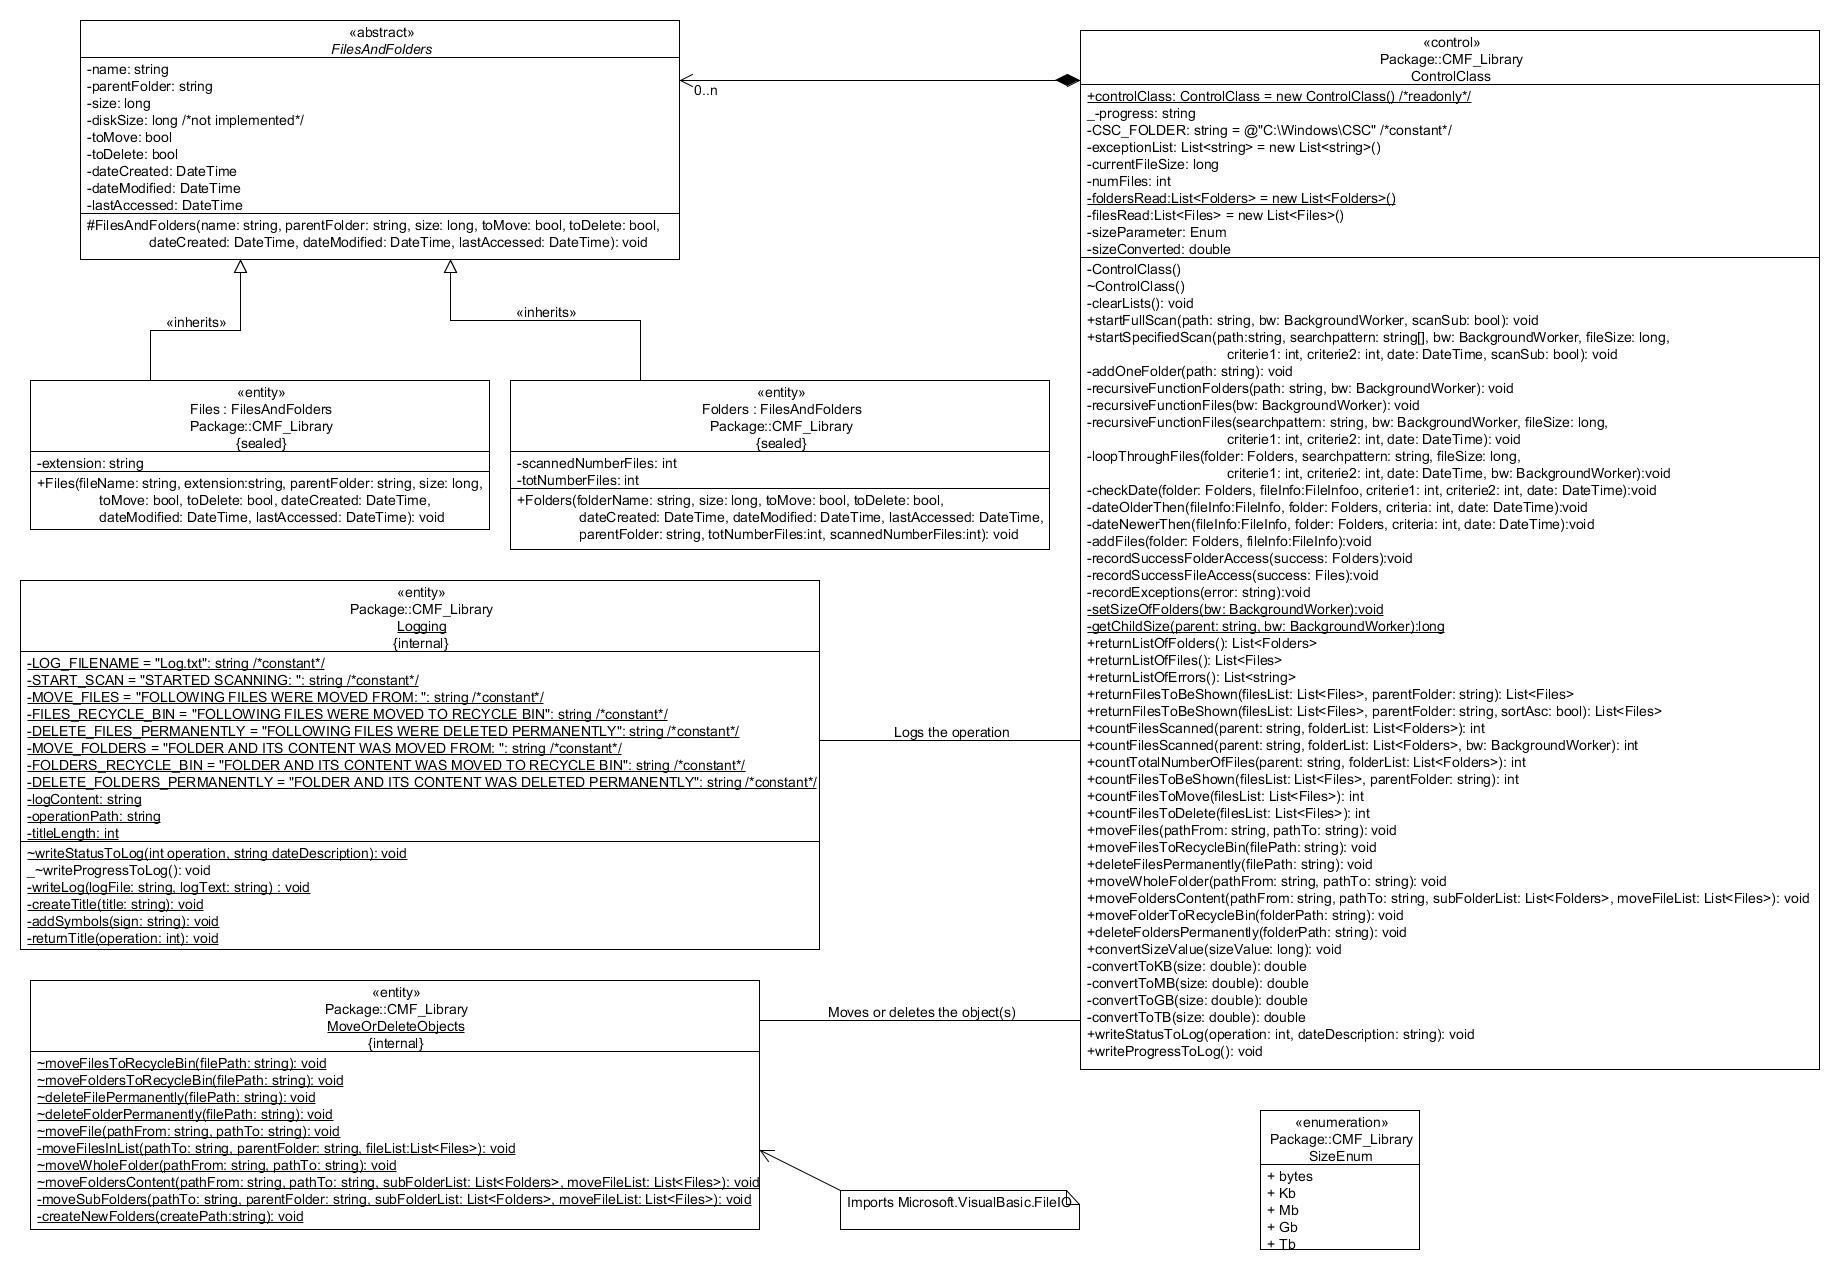 «abstract»
FilesAndFolders
-name: string
-parentFolder: string
-size: long
-diskSize: long /*not implemented*/
-toMove: bool
-toDelete: bool
-dateCreated: DateTime
-dateModified: DateTime
-lastAccessed: DateTime
#FilesAndFolders(name: string, parentFolder: string, size: long, toMove: bool, toDelete: bool,
dateCreated: DateTime, dateModified: DateTime, lastAccessed: DateTime): void
0..n
«inherits»
«inherits»
«entity»
Files : FilesAndFolders
Package::CMF_Library
{sealed}
-extension: string
+Files(fileName: string, extension:string, parentFolder: string, size: long,
toMove: bool, toDelete: bool, dateCreated: DateTime,
dateModified: DateTime, lastAccessed: DateTime): void
«entity»
Folders : FilesAndFolders
Package::CMF_Library
{sealed}
-scannedNumberFiles: int
-totNumberFiles: int
+Folders(folderName: string, size: long, toMove: bool, toDelete: bool,
dateCreated: DateTime, dateModified: DateTime, lastAccessed: DateTime,
parentFolder: string, totNumberFiles:int, scannedNumberFiles:int): void
«entity»
Package::CMF_Library
Logging
{internal}
-LOG_FILENAME = "Log.txt": string /*constant*/
-START_SCAN = "STARTED SCANNING: ": string /*constant*/
-MOVE_FILES = "FOLLOWING FILES WERE MOVED FROM: ": string /*constant*/
-FILES_RECYCLE_BIN = "FOLLOWING FILES WERE MOVED TO RECYCLE BIN": string /*constant*/
-DELETE_FILES_PERMANENTLY = "FOLLOWING FILES WERE DELETED PERMANENTLY": string /*constant*/
-MOVE_FOLDERS = "FOLDER AND ITS CONTENT WAS MOVED FROM: ": string /*constant*/
-FOLDERS_RECYCLE_BIN = "FOLDER AND ITS CONTENT WAS MOVED TO RECYCLE BIN": string /*constant*/
-DELETE_FOLDERS_PERMANENTLY = "FOLDER AND ITS CONTENT WAS DELETED PERMANENTLY": string /*constant*/
-logContent: string
-operationPath: string
-titleLength: int
~writeStatusToLog(int operation, string dateDescription): void
_~writeProgressToLog(): void
-writeLog(logFile: string, logText: string) : void
-createTitle(title: string): void
-addSymbols(sign: string): void
-returnTitle(operation: int): void
Logs the operation
«entity»
Package::CMF_Library
MoveOrDeleteObjects
{internal}
~moveFilesToRecycleBin(filePath: string): void
~moveFoldersToRecycleBin(filePath: string): void
~deleteFilePermanently(filePath: string): void
~deleteFolderPermanently(filePath: string): void
~moveFile(pathFrom: string, pathTo: string): void
-moveFilesInList(pathTo: string, parentFolder: string, fileList:List<Files>): void
~moveWholeFolder(pathFrom: string, pathTo: string): void
~moveFoldersContent(pathFrom: string, pathTo: string, subFolderList: List<Folders>, moveFileList: List<Files>): void
-moveSubFolders(pathTo: string, parentFolder: string, subFolderList: List<Folders>, moveFileList: List<Files>): void
-createNewFolders(createPath:string): void
Moves or deletes the object(s)
Imports Microsoft.VisualBasic.FileIO
«control»
Package::CMF_Library
ControlClass
+controlClass: ControlClass = new ControlClass() /*readonly*/
_-progress: string
-CSC_FOLDER: string = @"C:\Windows\CSC" /*constant*/
-exceptionList: List<string> = new List<string>()
-currentFileSize: long
-numFiles: int
-foldersRead:List<Folders> = new List<Folders>()
-filesRead:List<Files> = new List<Files>()
-sizeParameter: Enum
-sizeConverted: double
-ControlClass()
~ControlClass()
-clearLists(): void
+startFullScan(path: string, bw: BackgroundWorker, scanSub: bool): void
+startSpecifiedScan(path:string, searchpattern: string[], bw: BackgroundWorker, fileSize: long,
criterie1: int, criterie2: int, date: DateTime, scanSub: bool): void
-addOneFolder(path: string): void
-recursiveFunctionFolders(path: string, bw: BackgroundWorker): void
-recursiveFunctionFiles(bw: BackgroundWorker): void
-recursiveFunctionFiles(searchpattern: string, bw: BackgroundWorker, fileSize: long,
criterie1: int, criterie2: int, date: DateTime): void
-loopThroughFiles(folder: Folders, searchpattern: string, fileSize: long,
criterie1: int, criterie2: int, date: DateTime, bw: BackgroundWorker):void
-checkDate(folder: Folders, fileInfo:FileInfoo, criterie1: int, criterie2: int, date: DateTime):void
-dateOlderThen(fileInfo:FileInfo, folder: Folders, criteria: int, date: DateTime):void
-dateNewerThen(fileInfo:FileInfo, folder: Folders, criteria: int, date: DateTime):void
-addFiles(folder: Folders, fileInfo:FileInfo):void
-recordSuccessFolderAccess(success: Folders):void
-recordSuccessFileAccess(success: Files):void
-recordExceptions(error: string):void
-setSizeOfFolders(bw: BackgroundWorker):void
-getChildSize(parent: string, bw: BackgroundWorker):long
+returnListOfFolders(): List<Folders>
+returnListOfFiles(): List<Files>
+returnListOfErrors(): List<string>
+returnFilesToBeShown(filesList: List<Files>, parentFolder: string): List<Files>
+returnFilesToBeShown(filesList: List<Files>, parentFolder: string, sortAsc: bool): List<Files>
+countFilesScanned(parent: string, folderList: List<Folders>): int
+countFilesScanned(parent: string, folderList: List<Folders>, bw: BackgroundWorker): int
+countTotalNumberOfFiles(parent: string, folderList: List<Folders>): int
+countFilesToBeShown(filesList: List<Files>, parentFolder: string): int
+countFilesToMove(filesList: List<Files>): int
+countFilesToDelete(filesList: List<Files>): int
+moveFiles(pathFrom: string, pathTo: string): void
+moveFilesToRecycleBin(filePath: string): void
+deleteFilesPermanently(filePath: string): void
+moveWholeFolder(pathFrom: string, pathTo: string): void
+moveFoldersContent(pathFrom: string, pathTo: string, subFolderList: List<Folders>, moveFileList: List<Files>): void
+moveFolderToRecycleBin(folderPath: string): void
+deleteFoldersPermanently(folderPath: string): void
+convertSizeValue(sizeValue: long): void
-convertToKB(size: double): double
-convertToMB(size: double): double
-convertToGB(size: double): double
-convertToTB(size: double): double
+writeStatusToLog(operation: int, dateDescription: string): void
+writeProgressToLog(): void
«enumeration»
Package::CMF_Library
SizeEnum
+ bytes
+ Kb
+ Mb
+ Gb
+ Tb